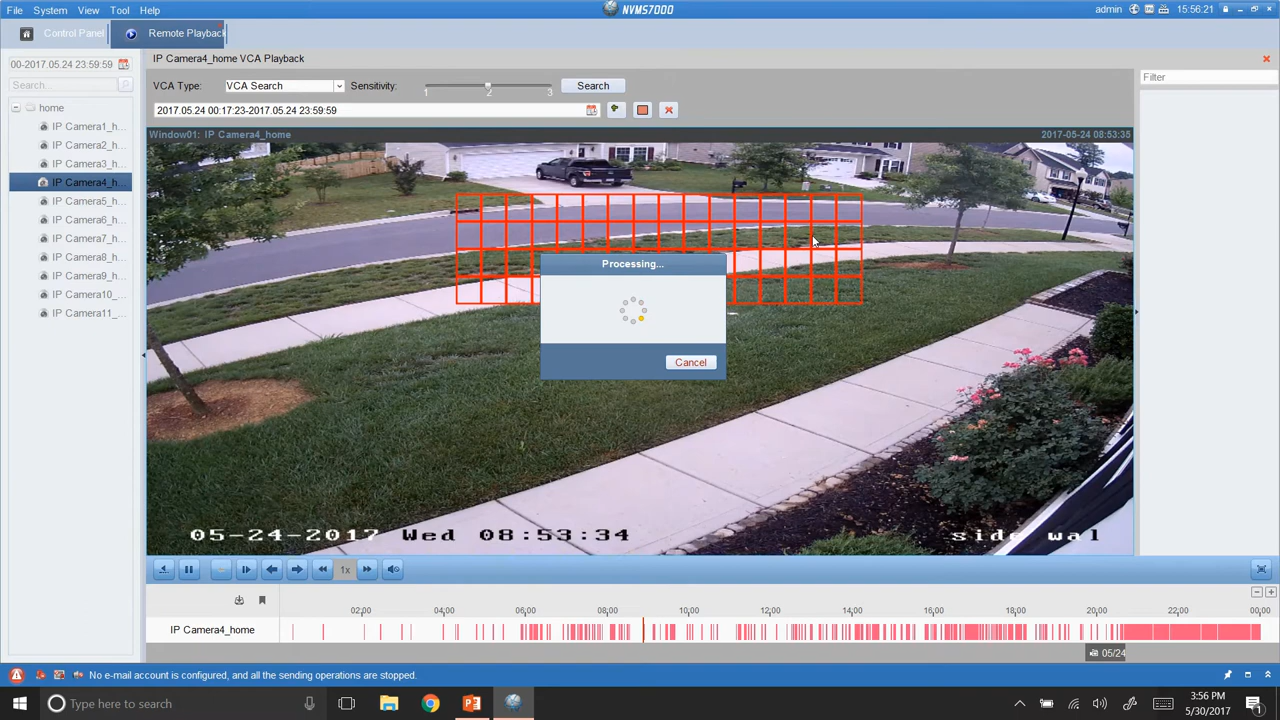 File System View Tool Help
NVMS7000
admin 15:56:21
Control Panel Remote Playback
00-2017.05.24 23:59:59
Search...
home
IP Camera1_h...
IP Camera2_h...
IP Camera3_h...
IP Camera4_h...
IP Camera5_h...
IP Camera6_h...
IP Camera7_h...
IP Camera8_h...
IP Camera9_h...
IP Camera10_...
IP Camera11_...
IP Camera4_home VCA Playback
VCA Type: VCA Search Sensitivity: 1 2 3 Search
2017.05.24 00:17:23-2017.05.24 23:59:59
Filter
Window01: IP Camera4_home 2017-05-24 08:53:35
Processing...
Cancel
05-24-2017 Wed 08:53:34 side wal
1x
02:00 04:00 06:00 08:00 10:00 12:00 14:00 16:00 18:00 20:00 22:00 00:00
IP Camera4_home
05/24
No e-mail account is configured, and all the sending operations are stopped.
Type here to search
3:56 PM
5/30/2017
1